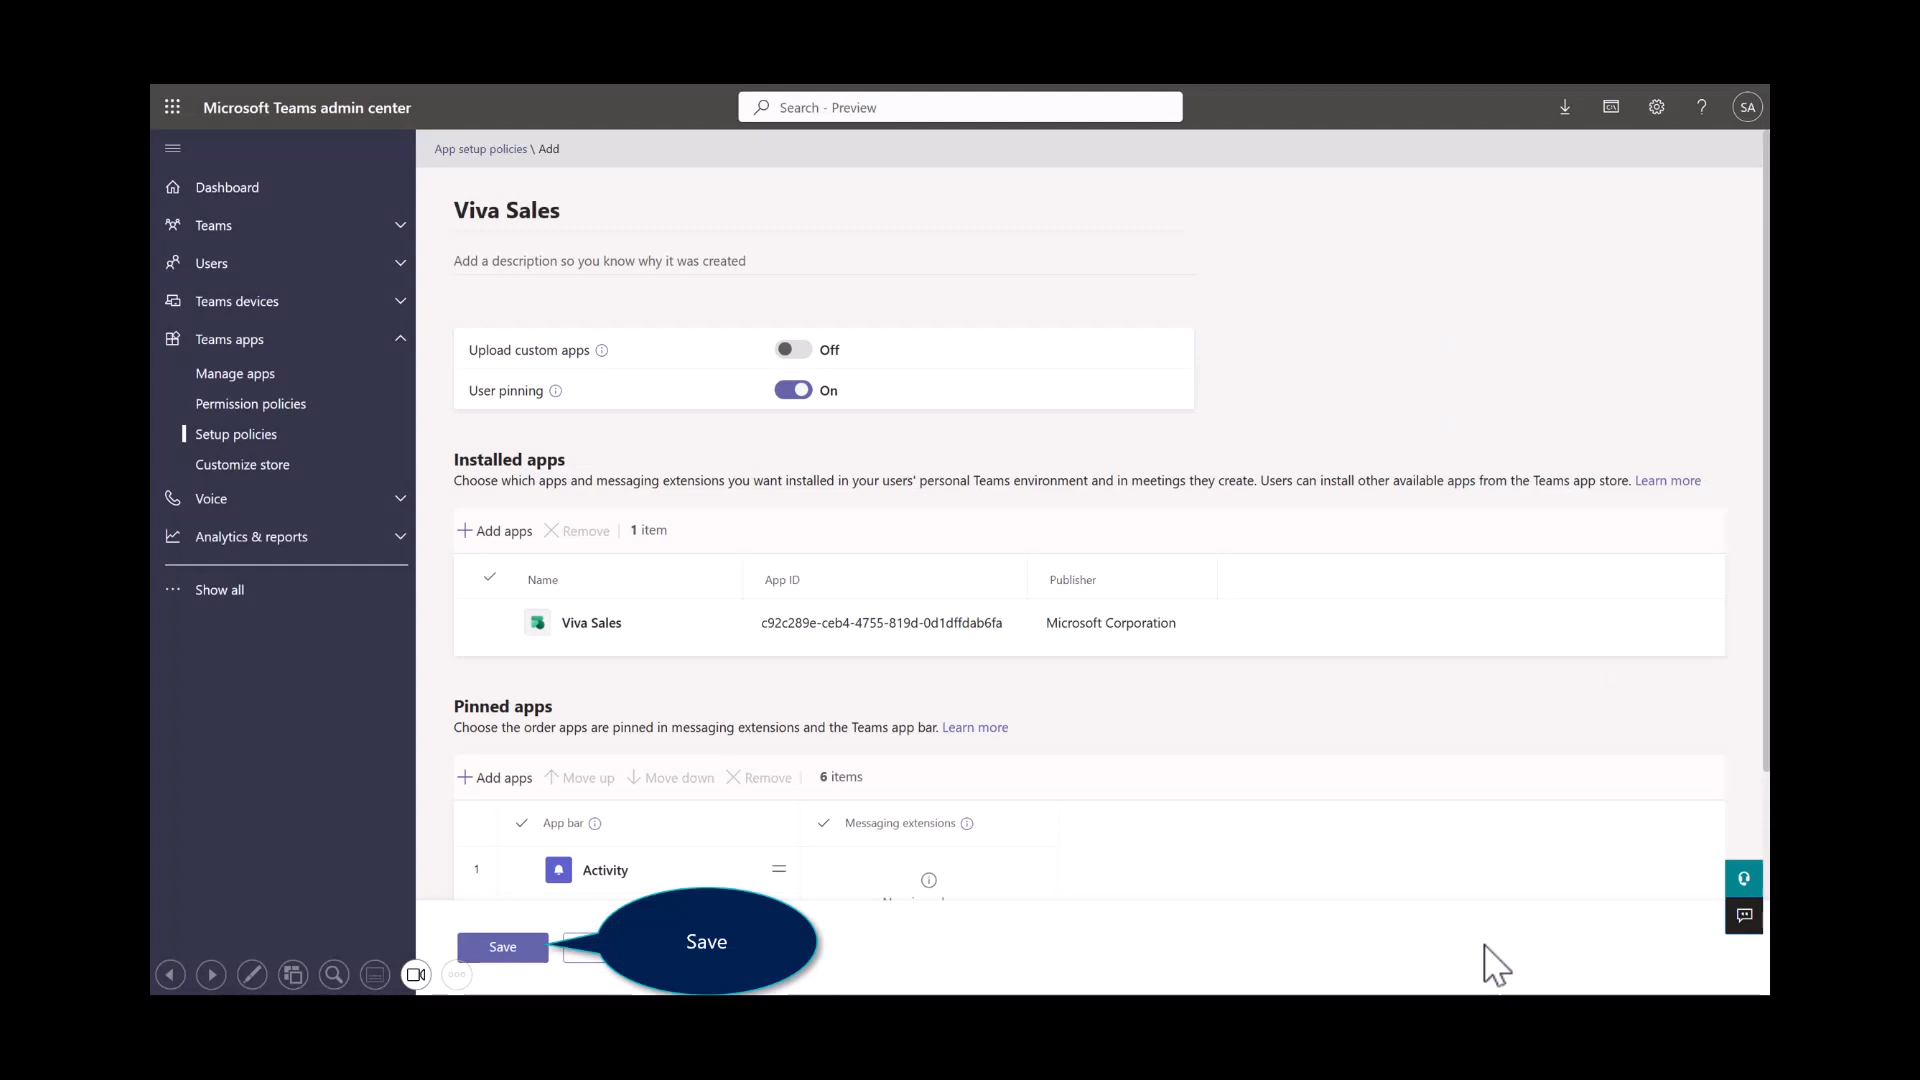 Microsoft Teams admin center
Search - Preview
SA
App setup policies \ Add
Dashboard
Teams
Users
Teams devices
Teams apps
Manage apps
Permission policies
Setup policies
Customize store
Voice
Analytics & reports
Show all
Viva Sales
Add a description so you know why it was created
Upload custom apps Off
User pinning On
Installed apps
Choose which apps and messaging extensions you want installed in your users' personal Teams environment and in meetings they create. Users can install other available apps from the Teams app store. Learn more
Add apps Remove 1 item
Name App ID Publisher
Viva Sales c92c289e-ceb4-4755-819d-0d1dffdab6fa Microsoft Corporation
Pinned apps
Choose the order apps are pinned in messaging extensions and the Teams app bar. Learn more
Add apps Move up Move down Remove 6 items
App bar Messaging extensions
1 Activity
Save
Save